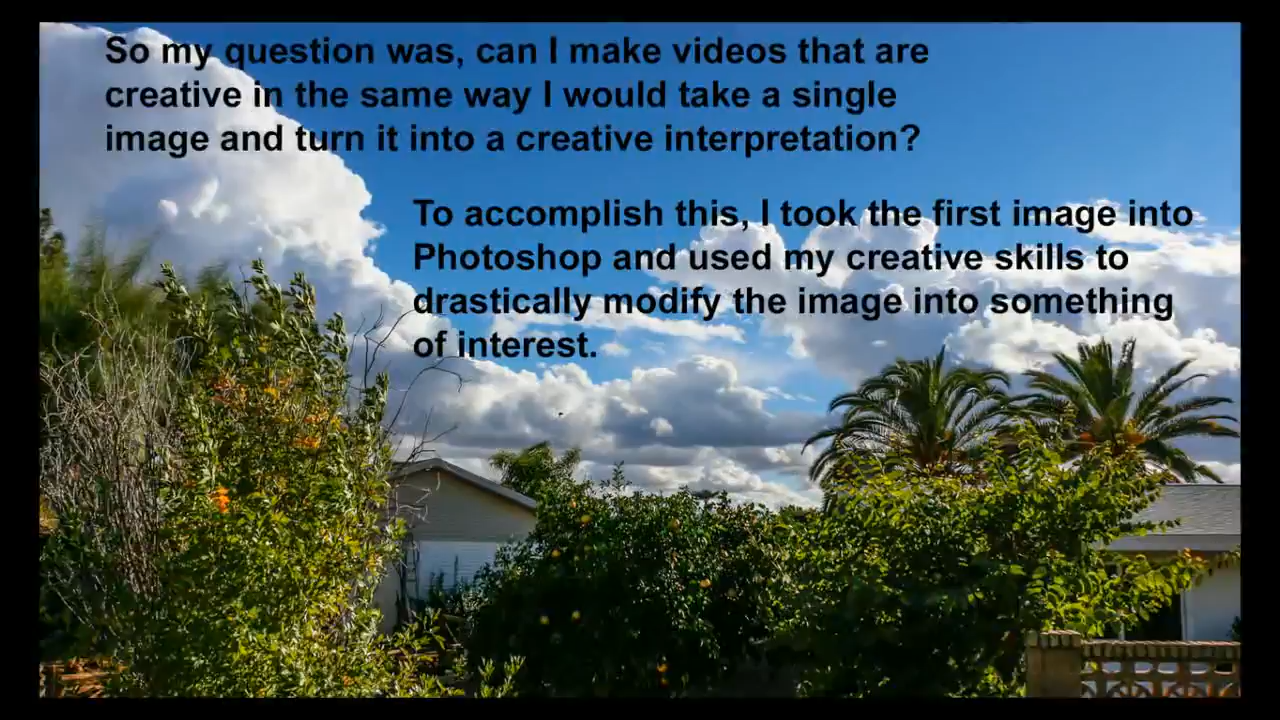 So my question was, can I make videos that are
creative in the same way I would take a single
image and turn it into a creative interpretation?
To accomplish this, I took the first image into
Photoshop and used my creative skills to
drastically modify the image into something
of interest.